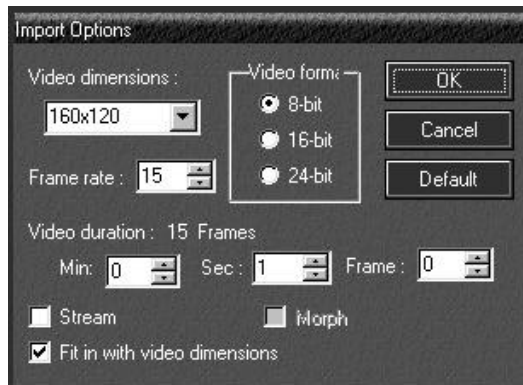 Import Options
Video dimensions :
160x120
Frame rate : 15
Video forma
8-bit
16-bit
24-bit
OK
Cancel
Default
Video duration : 15 Frames
Min: 0 Sec : 1 Frame : 0
Stream
Morph
Fit in with video dimensions